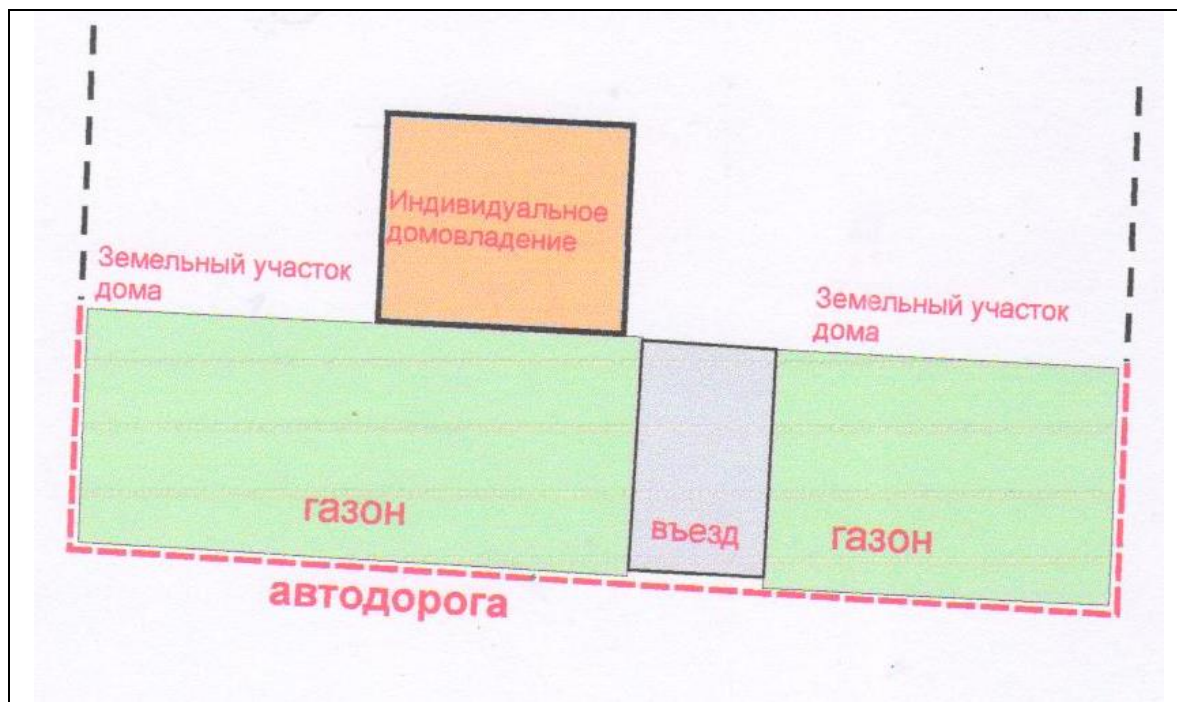 Индивидуальное
домовладение
Земельный участок
дома
Земельный участок
дома
газон
въезд
газон
автодорога